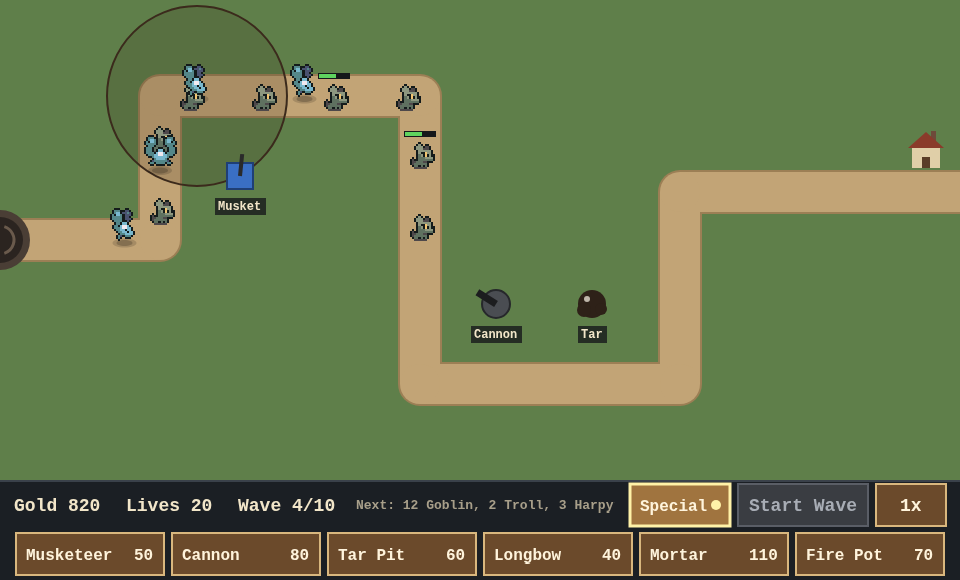 Musket
Cannon
Tar
Gold 820 Lives 20 Wave 4/10 Next: 12 Goblin, 2 Troll, 3 Harpy Special Start Wave 1x
Musketeer 50 Cannon 80 Tar Pit 60 Longbow 40 Mortar 110 Fire Pot 70